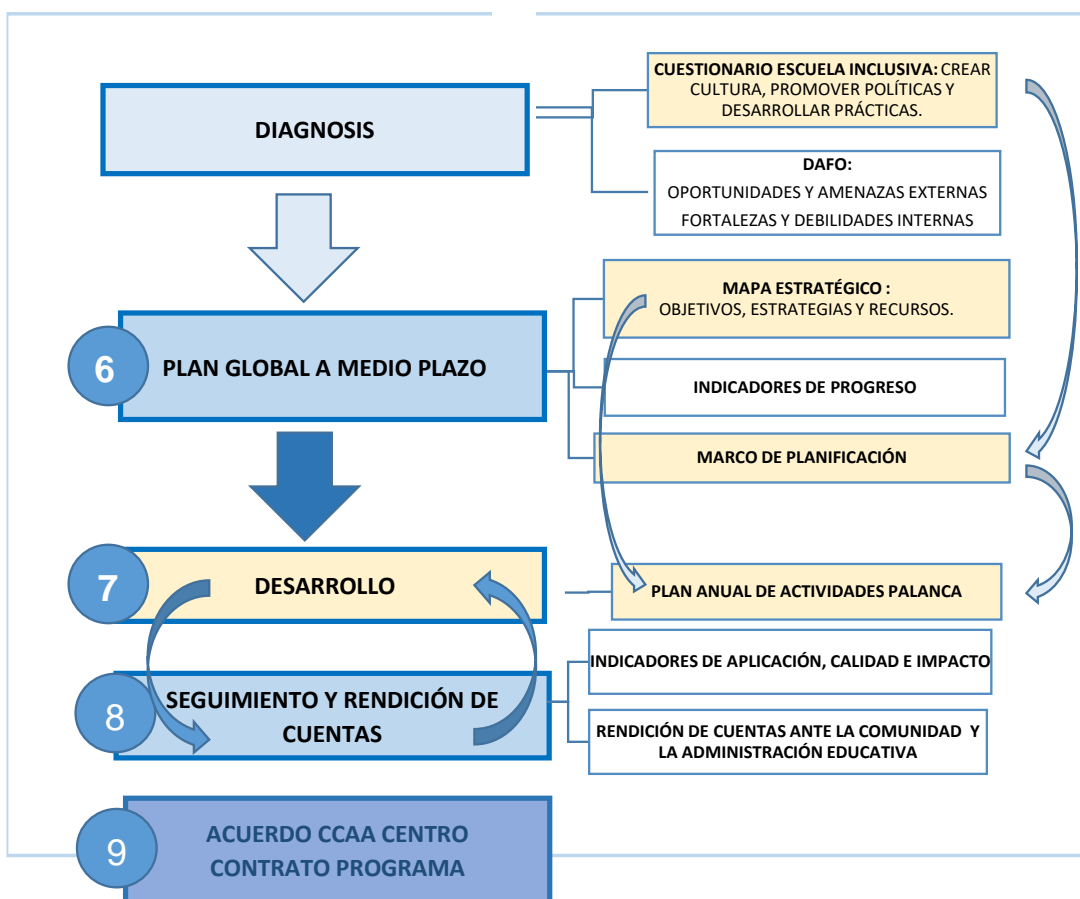 DIAGNOSIS
CUESTIONARIO ESCUELA INCLUSIVA: CREAR
CULTURA, PROMOVER POLÍTICAS Y
DESARROLLAR PRÁCTICAS.
DAFO:
OPORTUNIDADES Y AMENAZAS EXTERNAS
FORTALEZAS Y DEBILIDADES INTERNAS
6
PLAN GLOBAL A MEDIO PLAZO
MAPA ESTRATÉGICO :
OBJETIVOS, ESTRATEGIAS Y RECURSOS.
INDICADORES DE PROGRESO
MARCO DE PLANIFICACIÓN
7
DESARROLLO
PLAN ANUAL DE ACTIVIDADES PALANCA
8
SEGUIMIENTO Y RENDICIÓN DE
CUENTAS
INDICADORES DE APLICACIÓN, CALIDAD E IMPACTO
RENDICIÓN DE CUENTAS ANTE LA COMUNIDAD Y
LA ADMINISTRACIÓN EDUCATIVA
9
ACUERDO CCAA CENTRO
CONTRATO PROGRAMA